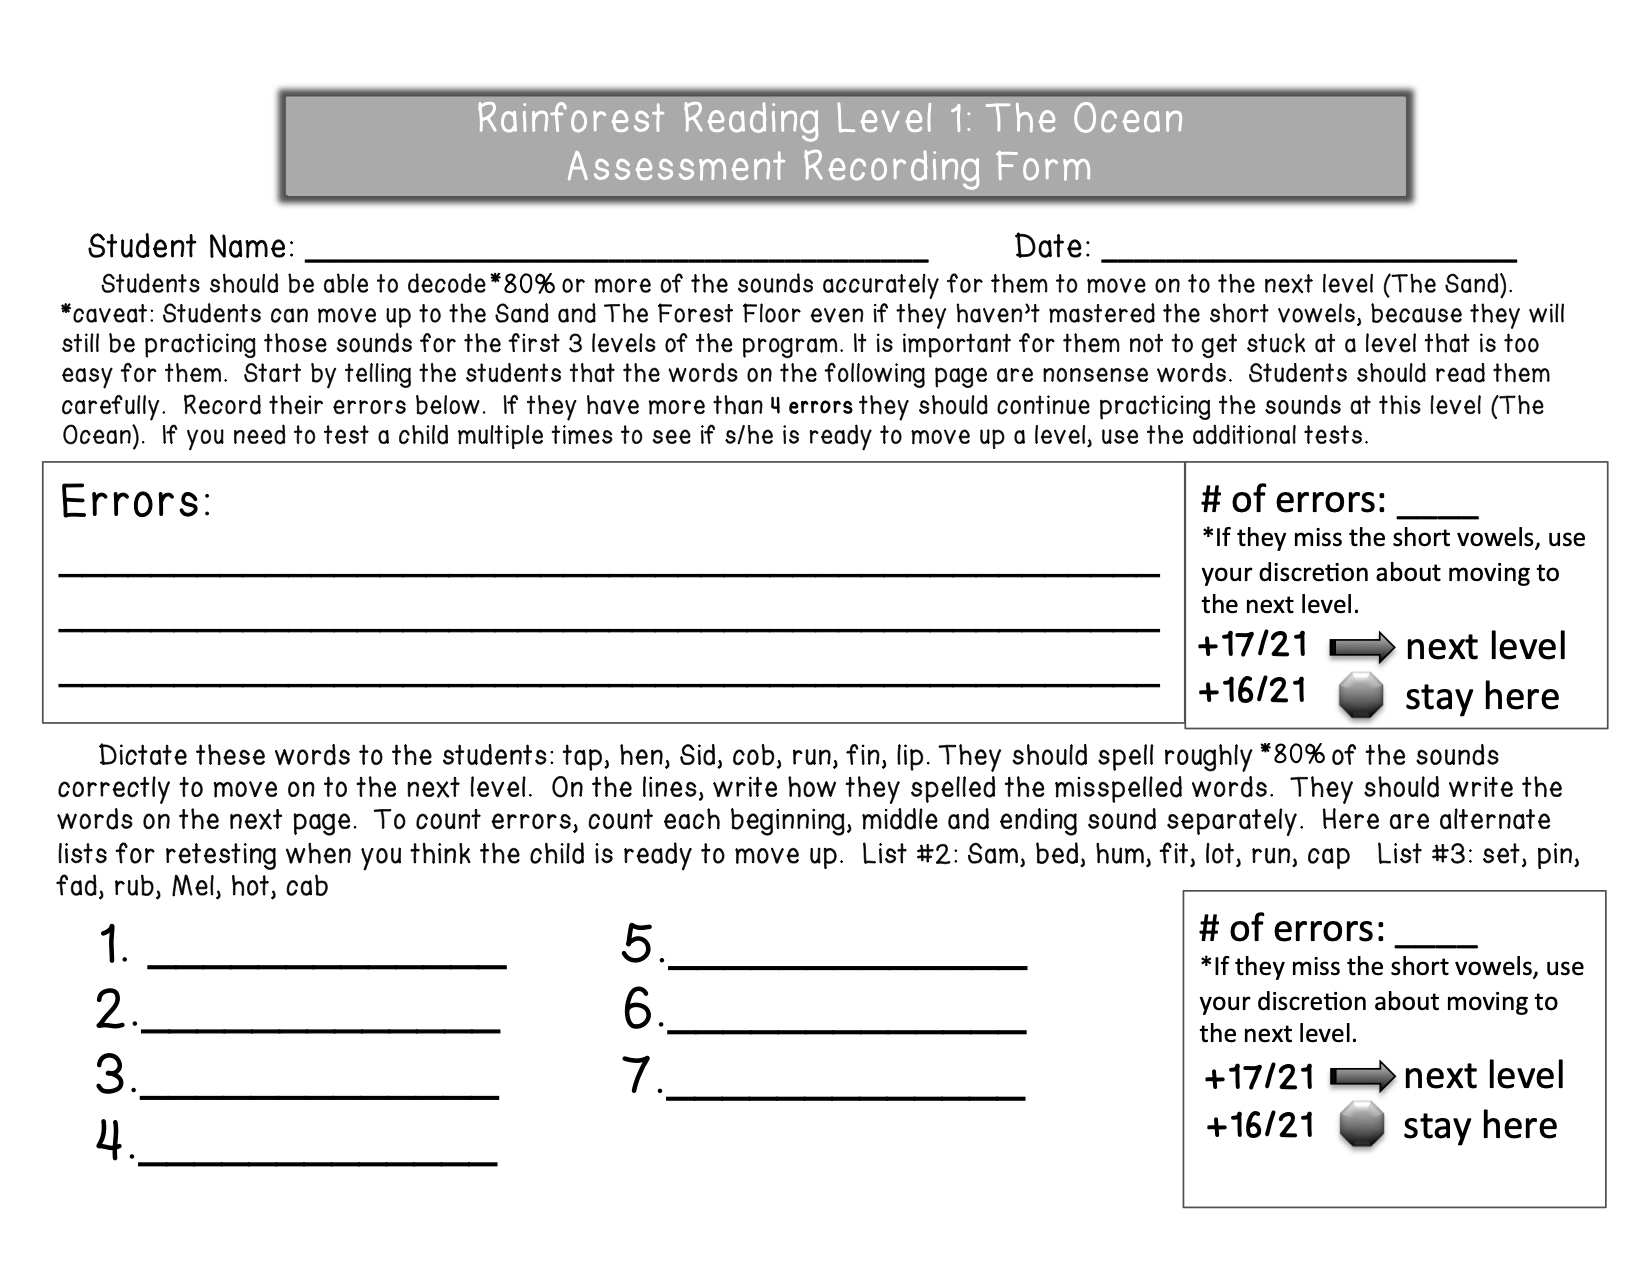 Rainforest Reading Level 1: The Ocean
Assessment Recording Form
Student Name: ______________________________ Date: ____________________
Students should be able to decode *80% or more of the sounds accurately for them to move on to the next level (The Sand).
*caveat: Students can move up to the Sand and The Forest Floor even if they haven't mastered the short vowels, because they will
still be practicing those sounds for the first 3 levels of the program. It is important for them not to get stuck at a level that is too
easy for them. Start by telling the students that the words on the following page are nonsense words. Students should read them
carefully. Record their errors below. If they have more than 4 errors they should continue practicing the sounds at this level (The
Ocean). If you need to test a child multiple times to see if s/he is ready to move up a level, use the additional tests.
Errors:
# of errors: ____
*If they miss the short vowels, use
your discretion about moving to
the next level.
+17/21 next level
+16/21 stay here
Dictate these words to the students: tap, hen, Sid, cob, run, fin, lip. They should spell roughly *80% of the sounds
correctly to move on to the next level. On the lines, write how they spelled the misspelled words. They should write the
words on the next page. To count errors, count each beginning, middle and ending sound separately. Here are alternate
lists for retesting when you think the child is ready to move up. List #2: Sam, bed, hum, fit, lot, run, cap List #3: set, pin,
fad, rub, Mel, hot, cab
1. ______________
2. ______________
3. ______________
4. ______________
5. ______________
6. ______________
7. ______________
# of errors: ____
*If they miss the short vowels, use
your discretion about moving to
the next level.
+17/21 next level
+16/21 stay here